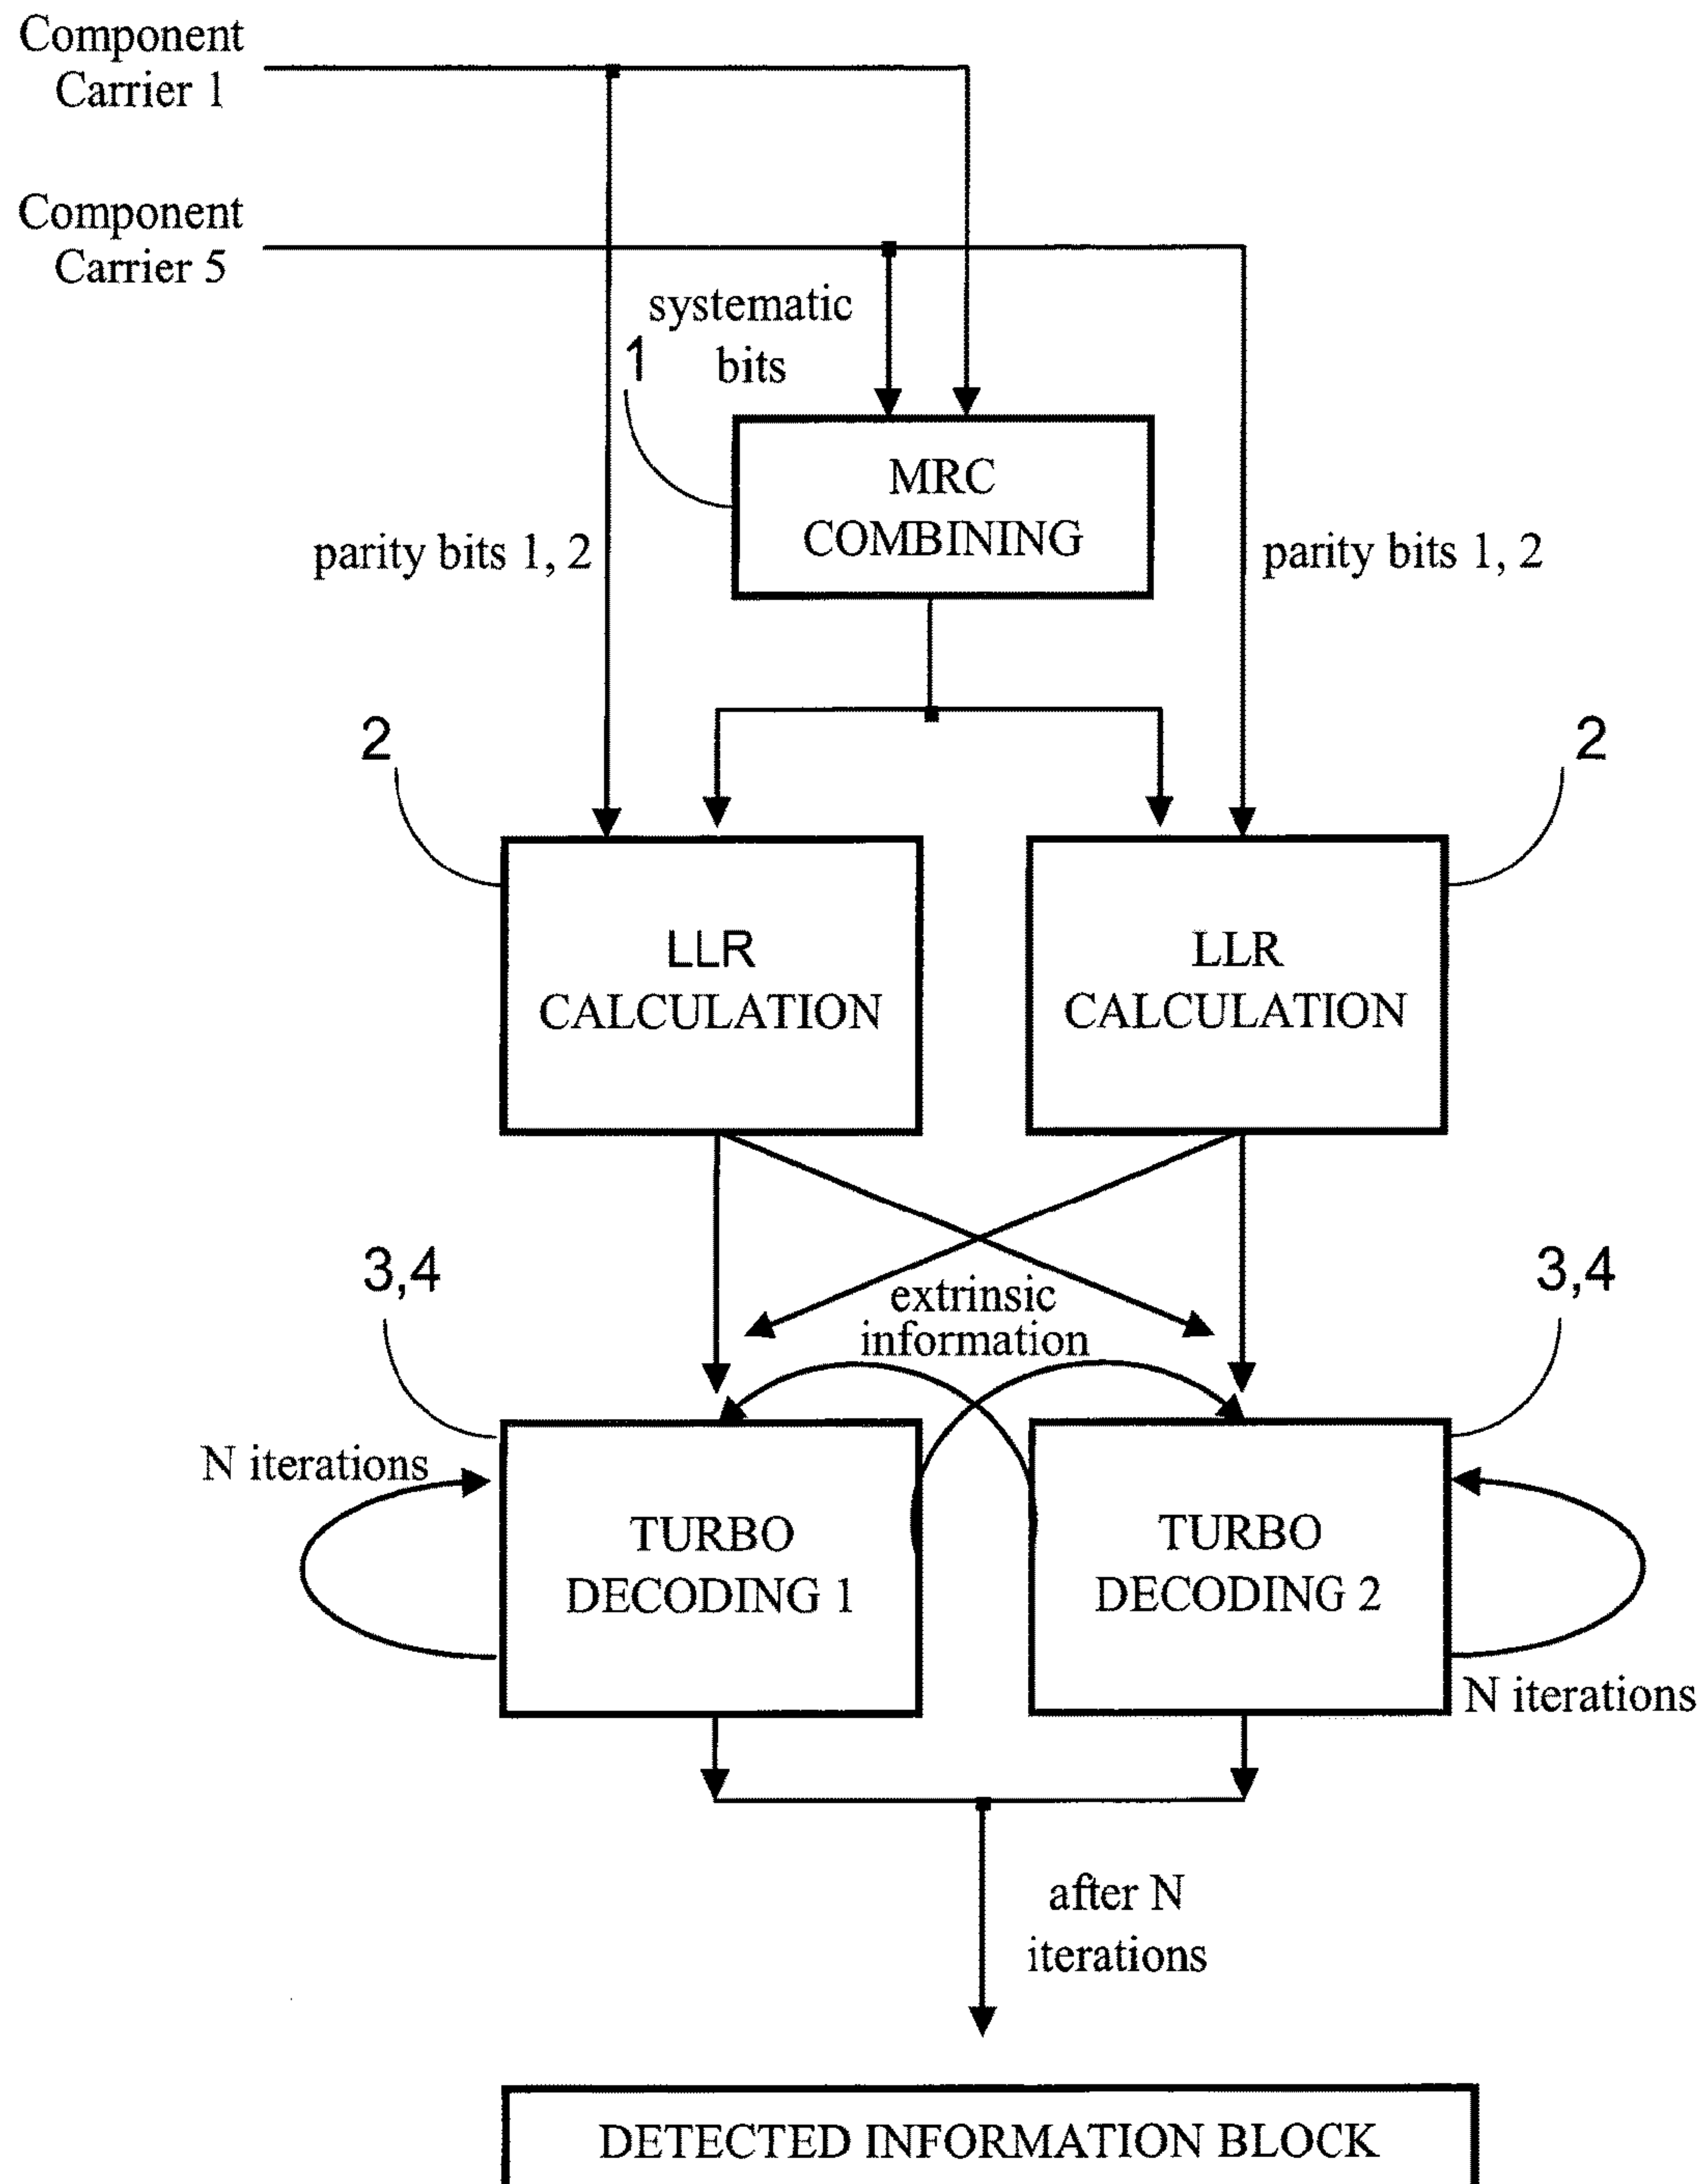 Component
Carrier 1
Component
Carrier 5
systematic
bits
1
MRC
COMBINING
parity bits 1, 2
parity bits 1, 2
2
2
LLR
CALCULATION
LLR
CALCULATION
3,4
3,4
extrinsic
information
N iterations
TURBO
DECODING 1
TURBO
DECODING 2
N iterations
after N
iterations
DETECTED INFORMATION BLOCK